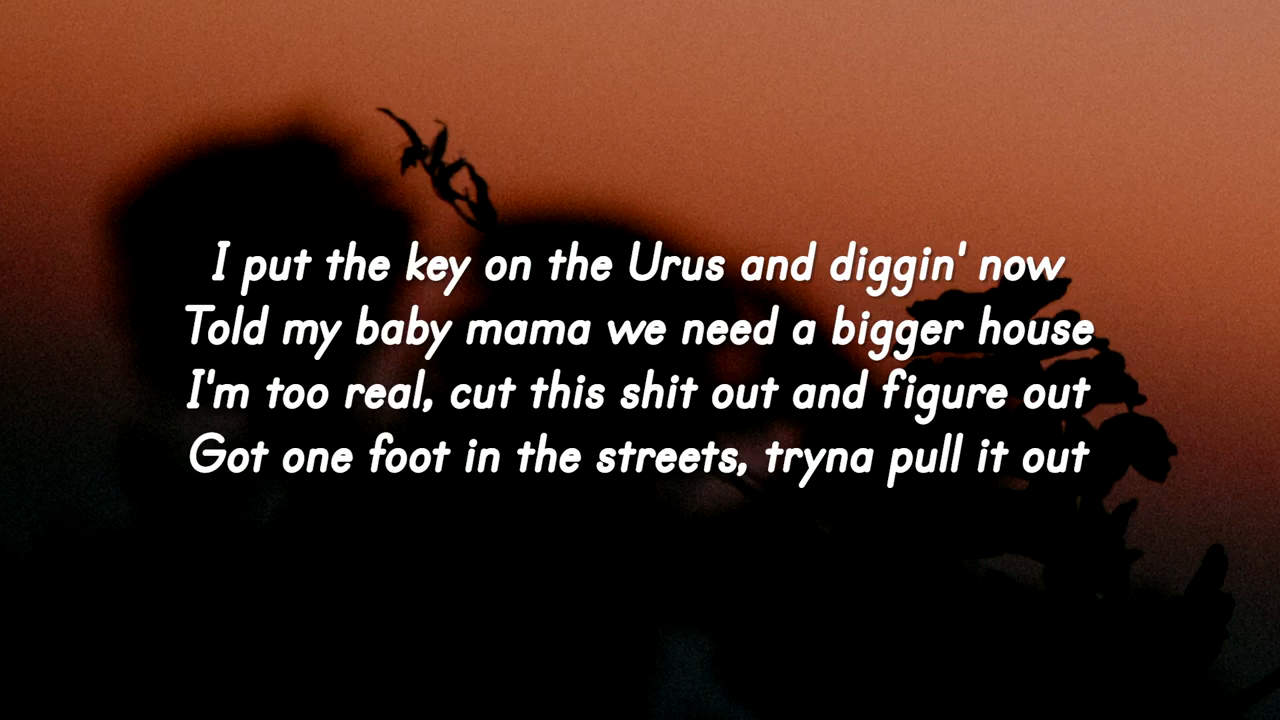 I put the key on the Urus and diggin' now
Told my baby mama we need a bigger house
I'm too real, cut this shit out and figure out
Got one foot in the streets, tryna pull it out